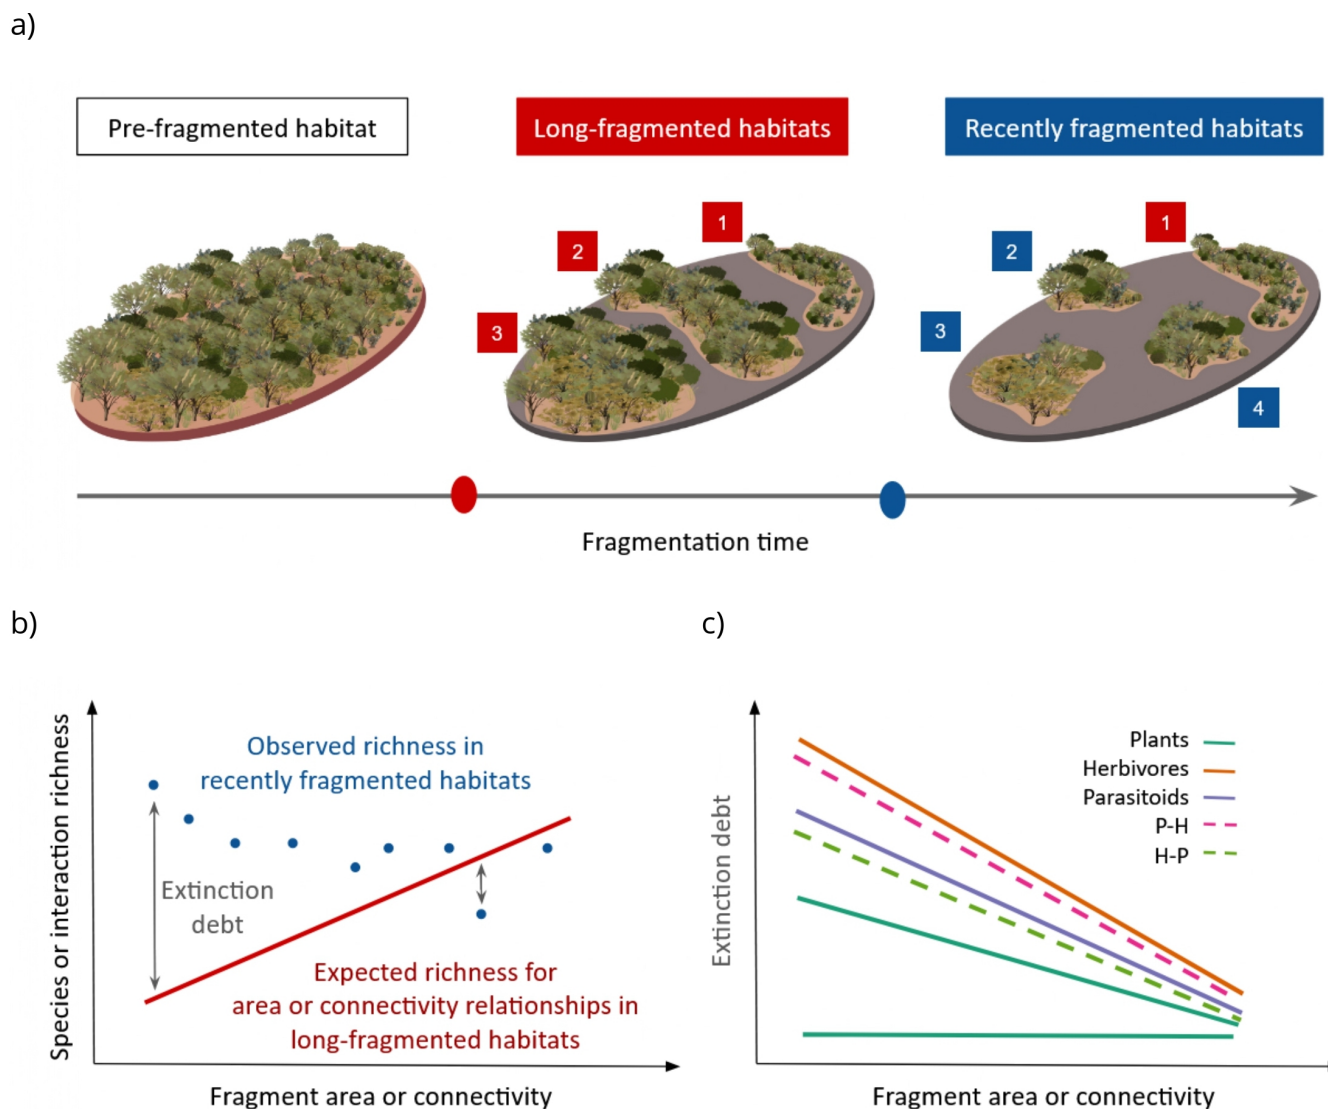 a)
Pre-fragmented habitat
Long-fragmented habitats
Recently fragmented habitats
1
2
3
1
2
3
4
Fragmentation time
b)
Species or interaction richness
Observed richness in
recently fragmented habitats
Extinction
debt
Expected richness for
area or connectivity relationships in
long-fragmented habitats
Fragment area or connectivity
c)
Extinction debt
Plants
Herbivores
Parasitoids
P-H
H-P
Fragment area or connectivity